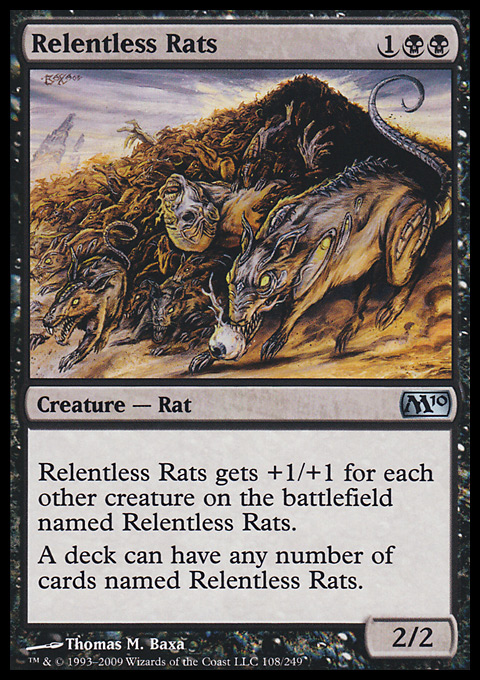 Relentless Rats 1
BAXA 09
Creature — Rat M10
Relentless Rats gets +1/+1 for each
other creature on the battlefield
named Relentless Rats.
A deck can have any number of
cards named Relentless Rats.
Thomas M. Baxa
2/2
™ & © 1993–2009 Wizards of the Coast LLC 108/249